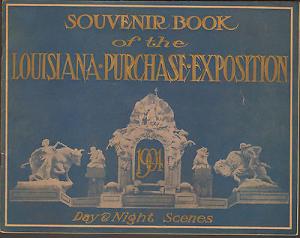 SOUVENIR BOOK
of the
LOUISIANA·PURCHASE·EXPOSITION
1904
Day & Night Scenes